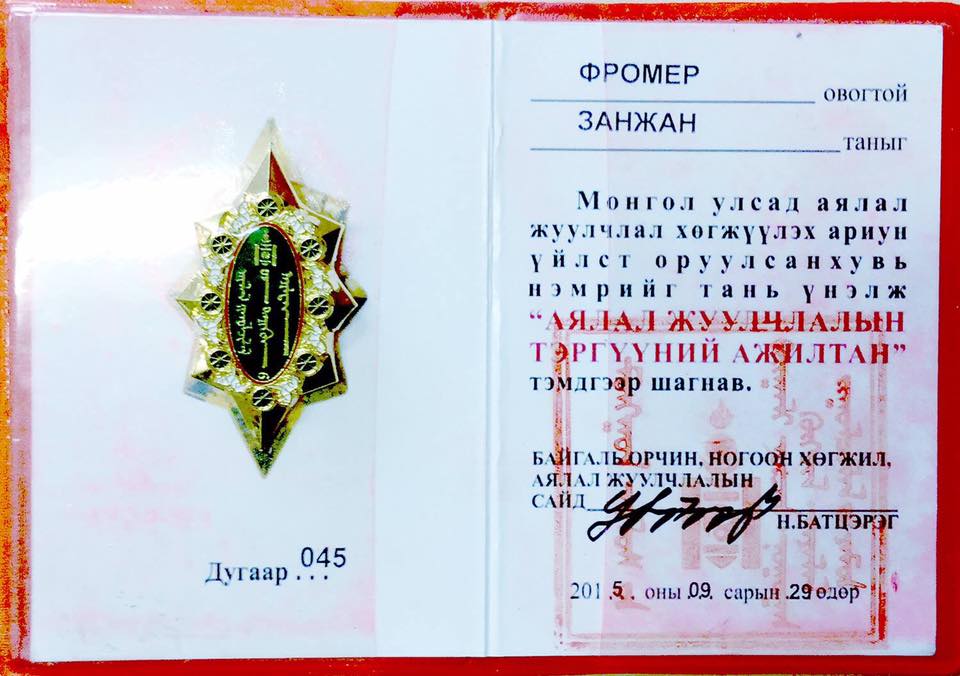 Дугаар ... 045
ФРОМЕР овогтой
ЗАНЖАН таныг
Монгол улсад аялал
жуулчлал хөгжүүлэх ариун
үйлст оруулсанхувь
нэмрийг тань үнэлж
“АЯЛАЛ ЖУУЛЧЛАЛЫН
ТЭРГҮҮНИЙ АЖИЛТАН”
тэмдгээр шагнав.
БАЙГАЛЬ ОРЧИН, НОГООН ХӨГЖИЛ,
АЯЛАЛ ЖУУЛЧЛАЛЫН
САЙД
Н.БАТЦЭРЭГ
2015. оны .09. сарын .29 өдөр